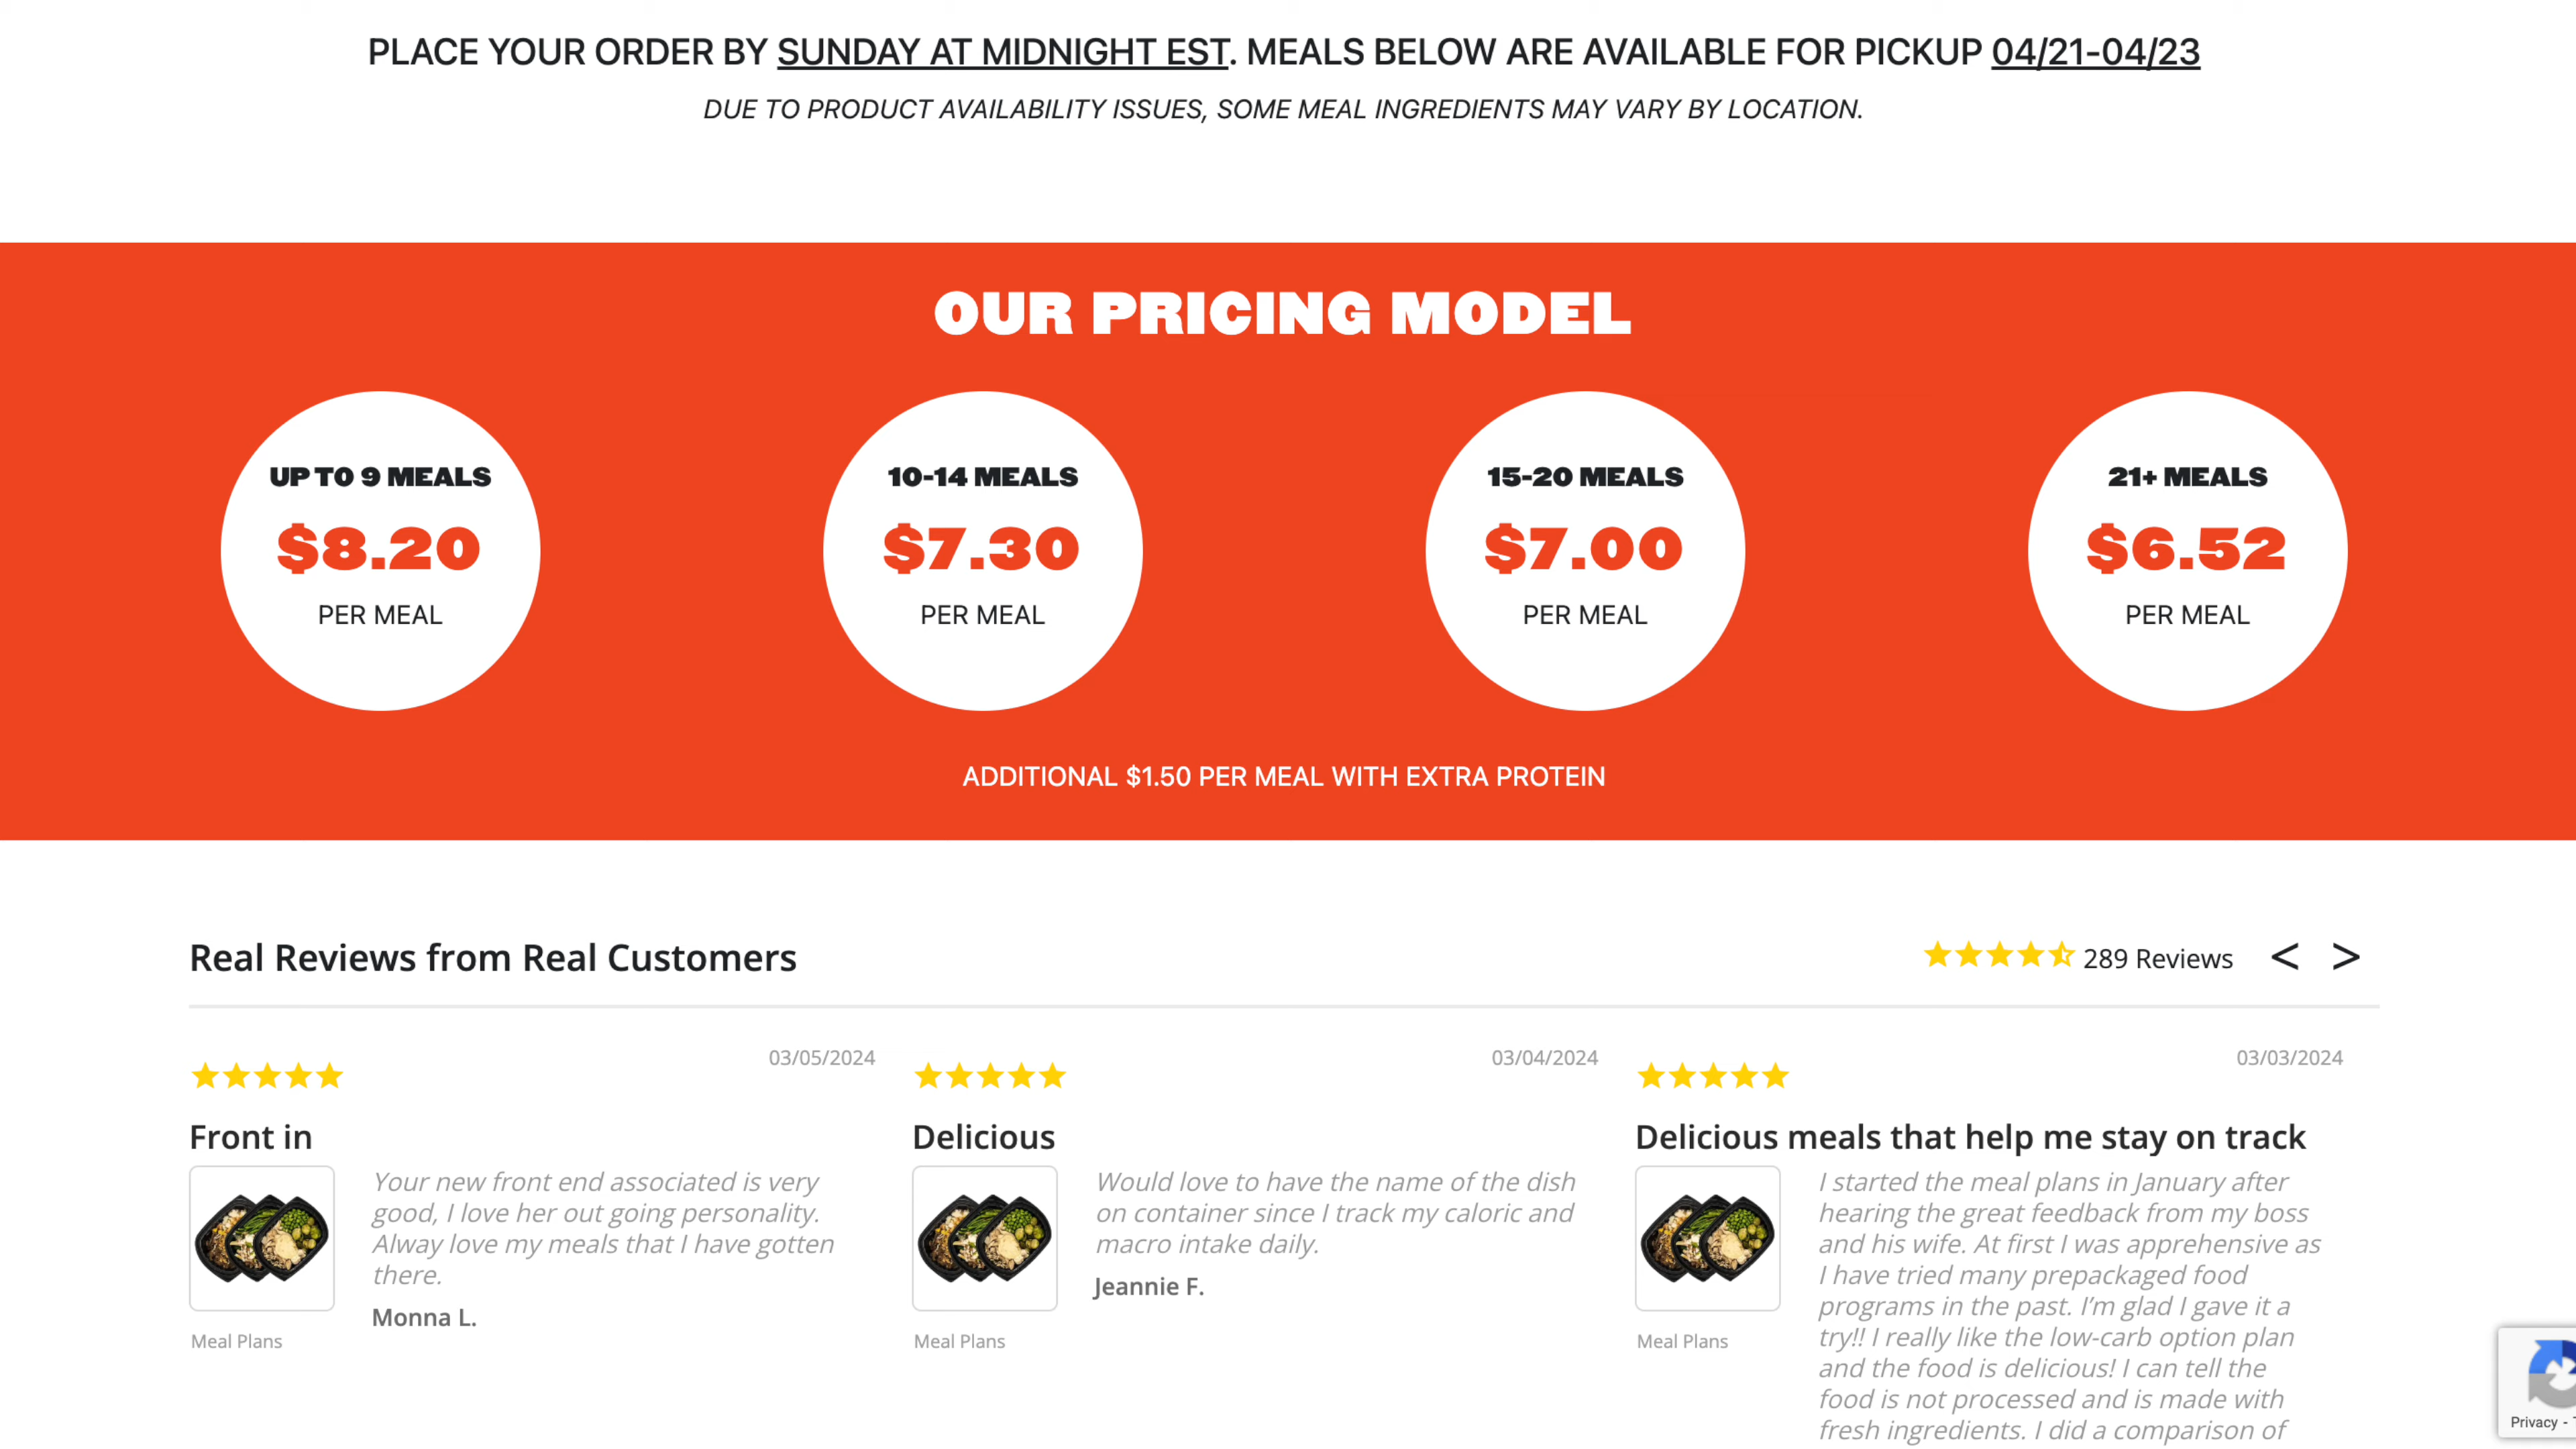 PLACE YOUR ORDER BY SUNDAY AT MIDNIGHT EST. MEALS BELOW ARE AVAILABLE FOR PICKUP 04/21-04/23
DUE TO PRODUCT AVAILABILITY ISSUES, SOME MEAL INGREDIENTS MAY VARY BY LOCATION.
OUR PRICING MODEL
UP TO 9 MEALS
$8.20
PER MEAL
10-14 MEALS
$7.30
PER MEAL
15-20 MEALS
$7.00
PER MEAL
21+ MEALS
$6.52
PER MEAL
ADDITIONAL $1.50 PER MEAL WITH EXTRA PROTEIN
Real Reviews from Real Customers
289 Reviews < >
03/05/2024
Front in
Your new front end associated is very
good, I love her out going personality.
Alway love my meals that I have gotten
there.
Monna L.
Meal Plans
03/04/2024
Delicious
Would love to have the name of the dish
on container since I track my caloric and
macro intake daily.
Jeannie F.
Meal Plans
03/03/2024
Delicious meals that help me stay on track
I started the meal plans in January after
hearing the great feedback from my boss
and his wife. At first I was apprehensive as
I have tried many prepackaged food
programs in the past. I’m glad I gave it a
try!! I really like the low-carb option plan
and the food is delicious! I can tell the
food is not processed and is made with
fresh ingredients. I did a comparison of
Meal Plans
Privacy -